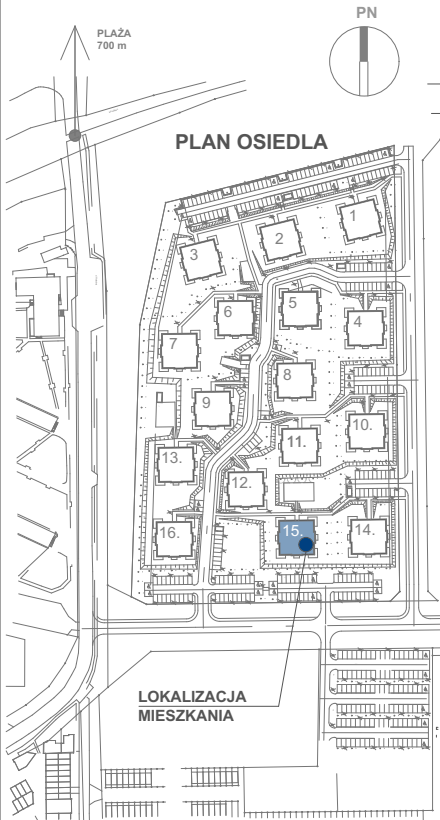 PN
PLAŻA
700 m
PLAN OSIEDLA
1
2
3
5
4
6
7
8
9
10.
11.
13.
12.
15.
14.
16.
LOKALIZACJA
MIESZKANIA